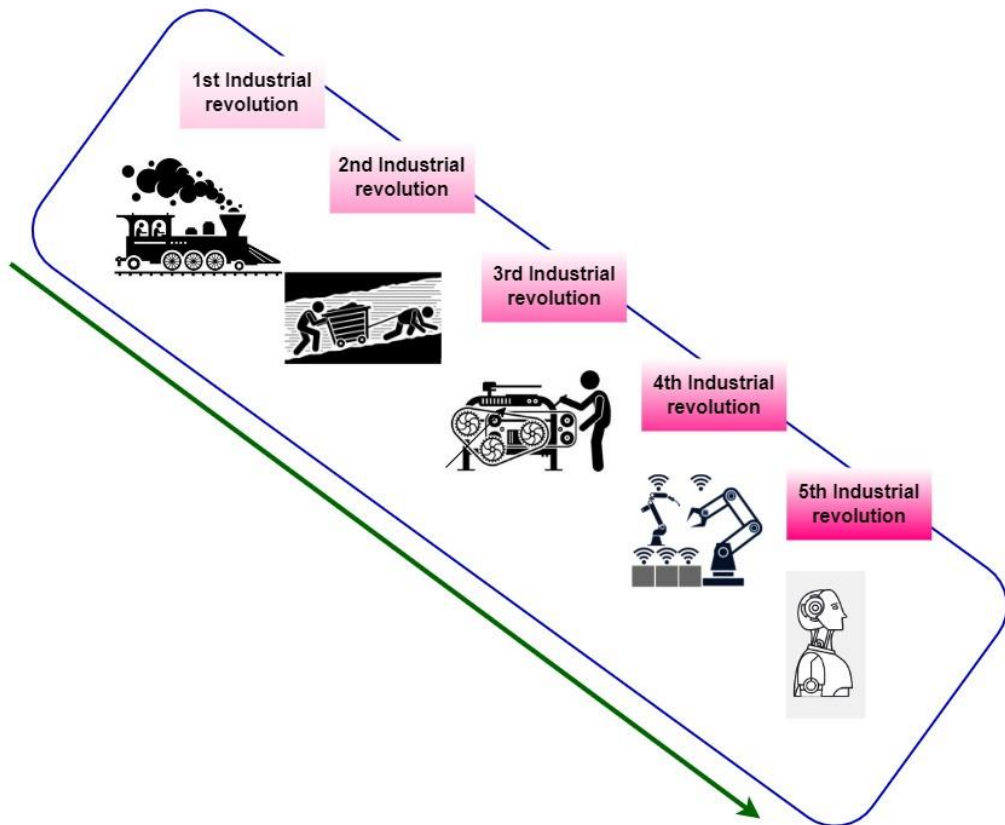 1st Industrial
revolution
2nd Industrial
revolution
3rd Industrial
revolution
4th Industrial
revolution
5th Industrial
revolution